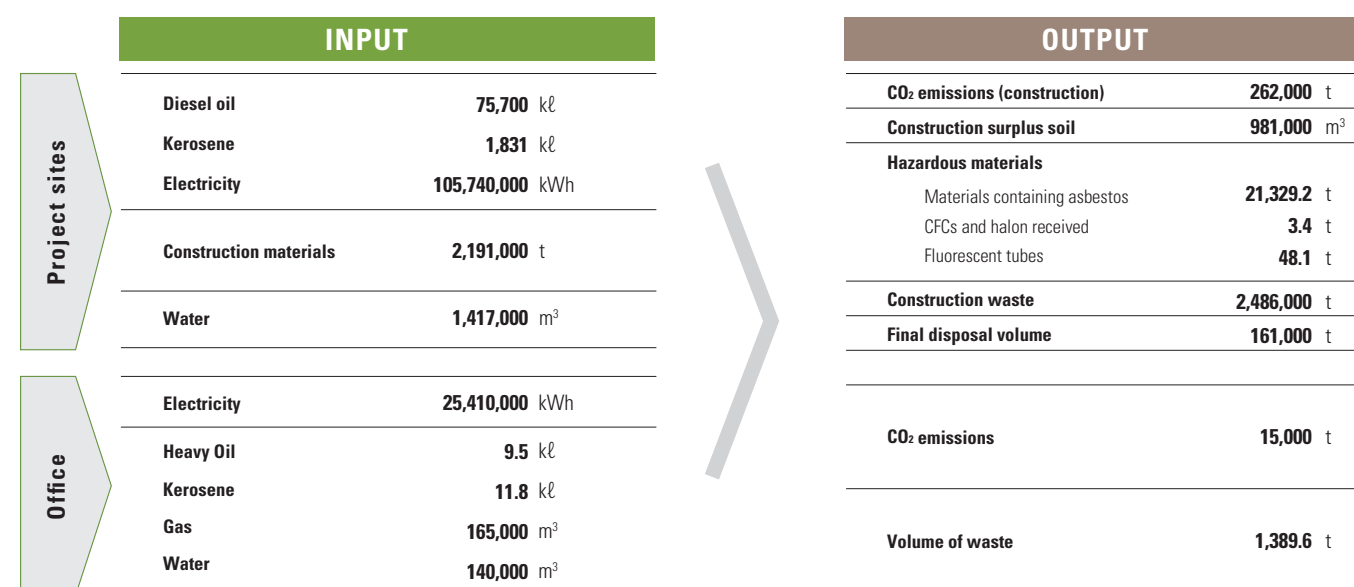 INPUT
Project sites
Diesel oil 75,700 kℓ
Kerosene 1,831 kℓ
Electricity 105,740,000 kWh
Construction materials 2,191,000 t
Water 1,417,000 m³
Office
Electricity 25,410,000 kWh
Heavy Oil 9.5 kℓ
Kerosene 11.8 kℓ
Gas 165,000 m³
Water 140,000 m³
OUTPUT
CO₂ emissions (construction) 262,000 t
Construction surplus soil 981,000 m³
Hazardous materials
Materials containing asbestos 21,329.2 t
CFCs and halon received 3.4 t
Fluorescent tubes 48.1 t
Construction waste 2,486,000 t
Final disposal volume 161,000 t
CO₂ emissions 15,000 t
Volume of waste 1,389.6 t